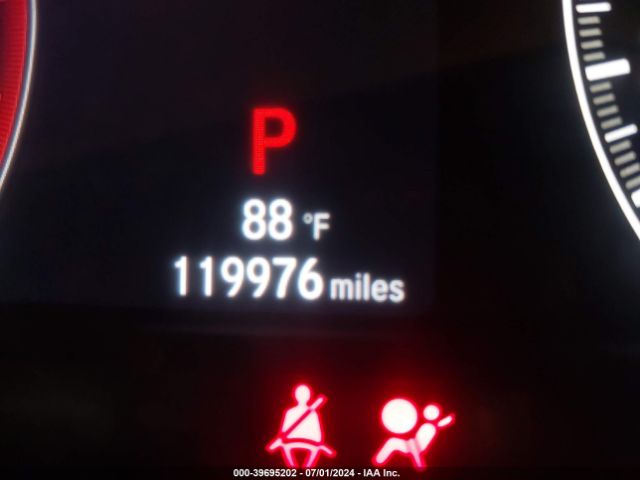 P
88 °F
119976 miles
000-39695202 - 07/01/2024 - IAA Inc.